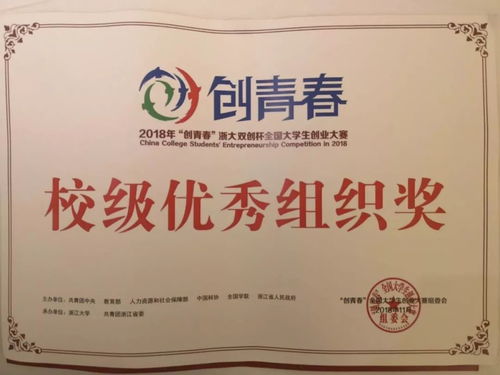 创青春
2018年“创青春”浙大双创杯全国大学生创业大赛
China College Students' Entrepreneurship Competition in 2018
校级优秀组织奖
主办单位：共青团中央 教育部 人力资源和社会保障部 中国科协 全国学联 浙江省人民政府
承办单位：浙江大学 共青团浙江省委
“创青春”全国大学生创业大赛组委会
2018年11月
组委会